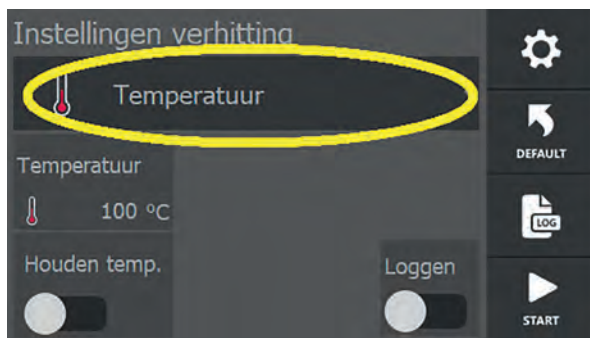 Instellingen verhitting
Temperatuur
DEFAULT
Temperatuur
100 °C
LOG
Houden temp.
Loggen
START